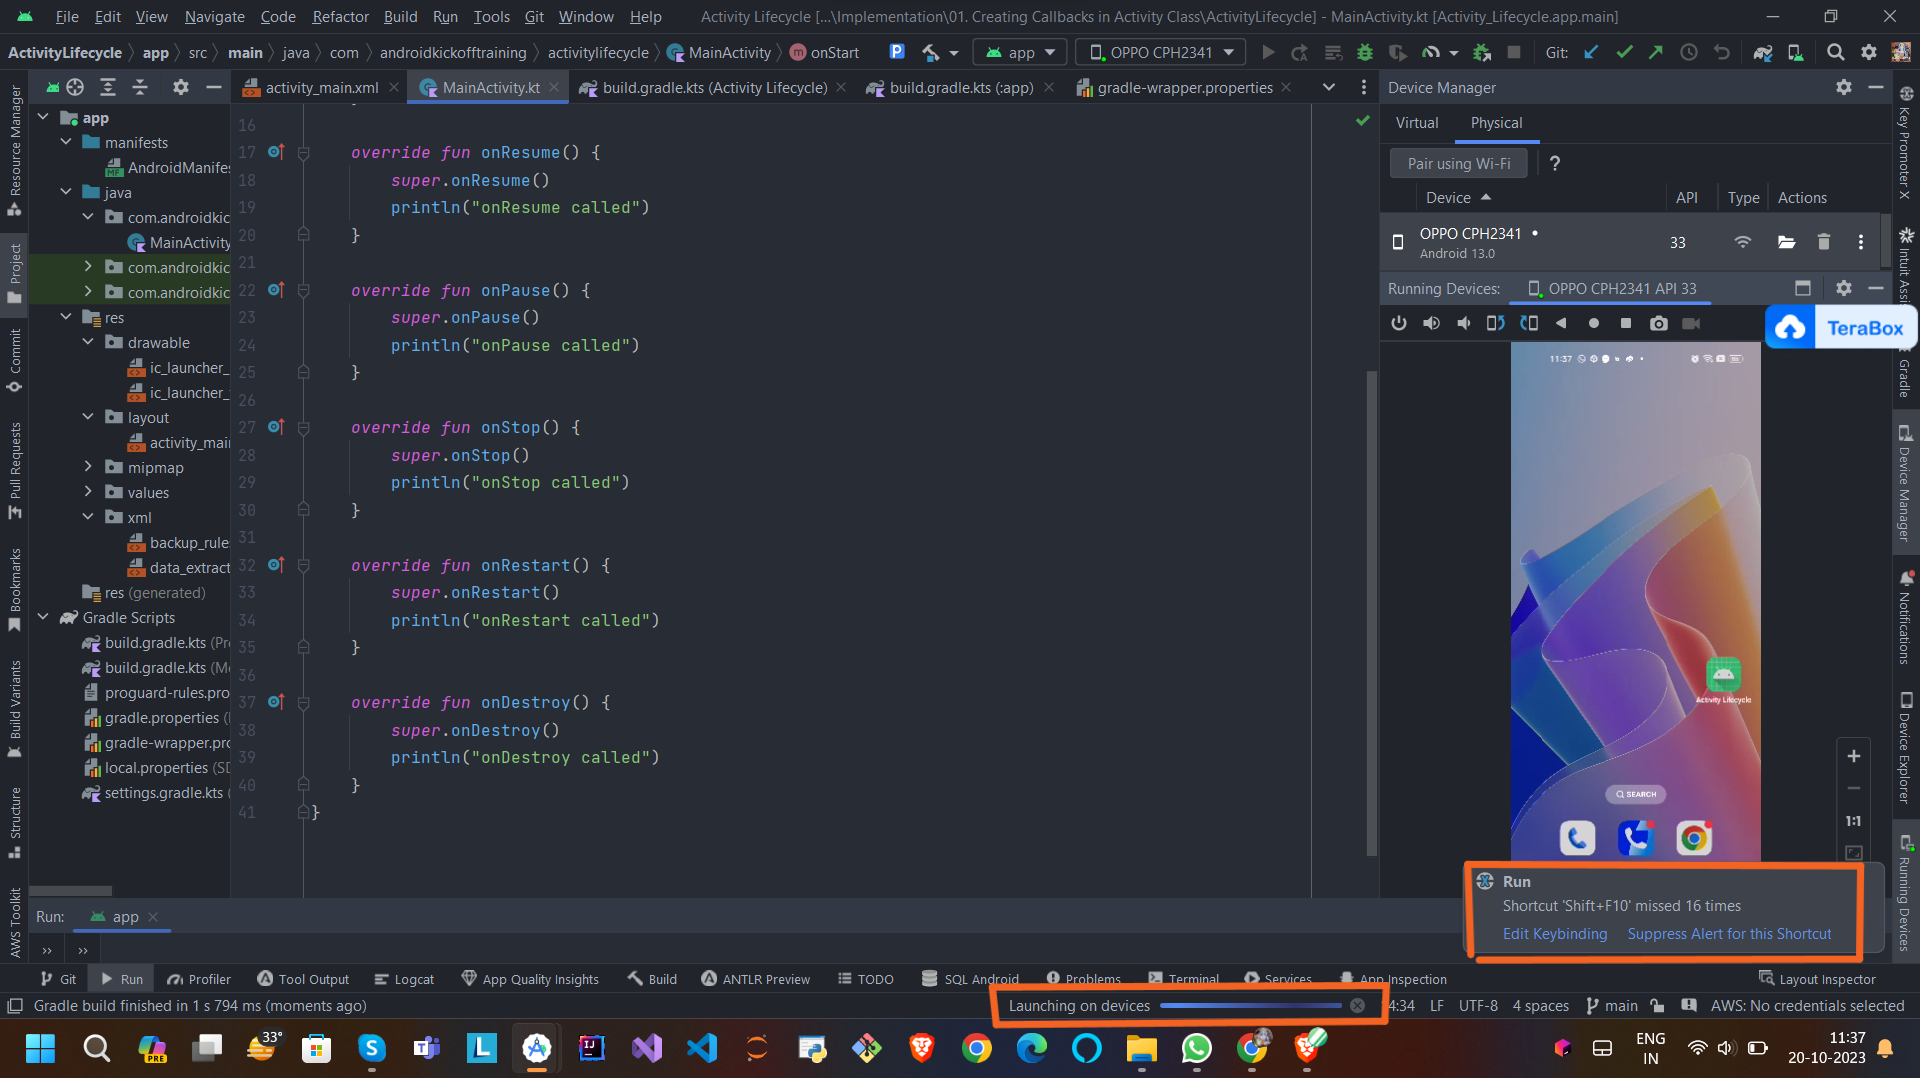 File Edit View Navigate Code Refactor Build Run Tools Git Window Help
Activity Lifecycle [...\Implementation\01. Creating Callbacks in Activity Class\ActivityLifecycle] - MainActivity.kt [Activity_Lifecycle.app.main]
ActivityLifecycle app src main java com androidkickofftraining activitylifecycle MainActivity onStart
app
OPPO CPH2341
Git:
activity_main.xml
MainActivity.kt
build.gradle.kts (Activity Lifecycle)
build.gradle.kts (:app)
gradle-wrapper.properties
Resource Manager
Project
Commit
Pull Requests
Bookmarks
Build Variants
Structure
AWS Toolkit
app
manifests
AndroidManifes
java
com.androidkic
MainActivity
com.androidkic
com.androidkic
res
drawable
ic_launcher_
ic_launcher_
layout
activity_mai
mipmap
values
xml
backup_rule
data_extract
res (generated)
Gradle Scripts
build.gradle.kts (Pr
build.gradle.kts (M
proguard-rules.pro
gradle.properties (
gradle-wrapper.pro
local.properties (SD
settings.gradle.kts (
16
17 override fun onResume() {
18 super.onResume()
19 println("onResume called")
20 }
21
22 override fun onPause() {
23 super.onPause()
24 println("onPause called")
25 }
26
27 override fun onStop() {
28 super.onStop()
29 println("onStop called")
30 }
31
32 override fun onRestart() {
33 super.onRestart()
34 println("onRestart called")
35 }
36
37 override fun onDestroy() {
38 super.onDestroy()
39 println("onDestroy called")
40 }
41 }
Device Manager
Virtual Physical
Pair using Wi-Fi ?
Device API Type Actions
OPPO CPH2341 • 33
Android 13.0
Running Devices: OPPO CPH2341 API 33
TeraBox
11:37
Activity Lifecycle
SEARCH
1:1
Key Promoter X
Intuit Assi
Gradle
Device Manager
Notifications
Device Explorer
Running Devices
Run
Shortcut 'Shift+F10' missed 16 times
Edit Keybinding Suppress Alert for this Shortcut
Run: app
Git Run Profiler Tool Output Logcat App Quality Insights Build ANTLR Preview TODO SQL Android Problems Terminal Services App Inspection Layout Inspector
Gradle build finished in 1 s 794 ms (moments ago)
Launching on devices
4:34 LF UTF-8 4 spaces main AWS: No credentials selected
PRE
33°
ENG
IN
11:37
20-10-2023